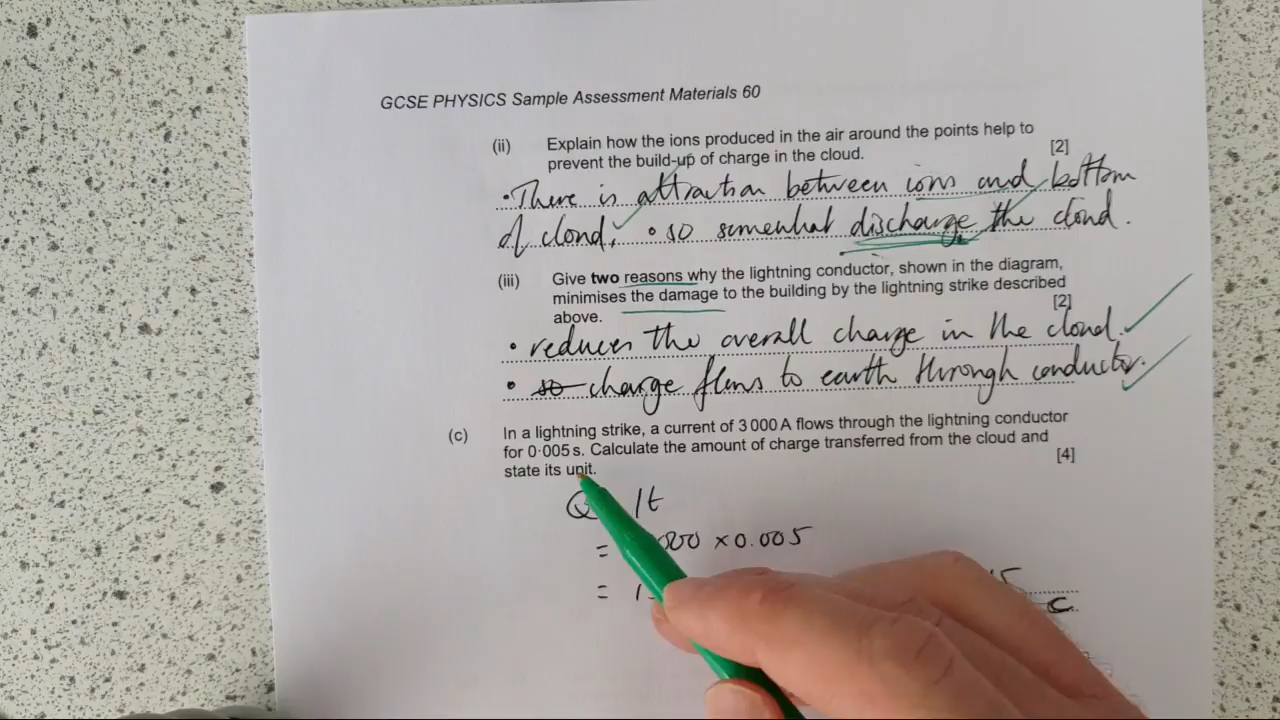 GCSE PHYSICS Sample Assessment Materials 60
(ii) Explain how the ions produced in the air around the points help to
prevent the build-up of charge in the cloud. [2]
• There is attraction between ions and bottom
of cloud, • so somewhat discharge the cloud.
(iii) Give two reasons why the lightning conductor, shown in the diagram,
minimises the damage to the building by the lightning strike described
above. [2]
• reduces the overall charge in the cloud.
• so charge flows to earth through conductor.
(c) In a lightning strike, a current of 3 000 A flows through the lightning conductor
for 0·005 s. Calculate the amount of charge transferred from the cloud and
state its unit. [4]
Q It
= 000 × 0.005
= 1
15
C